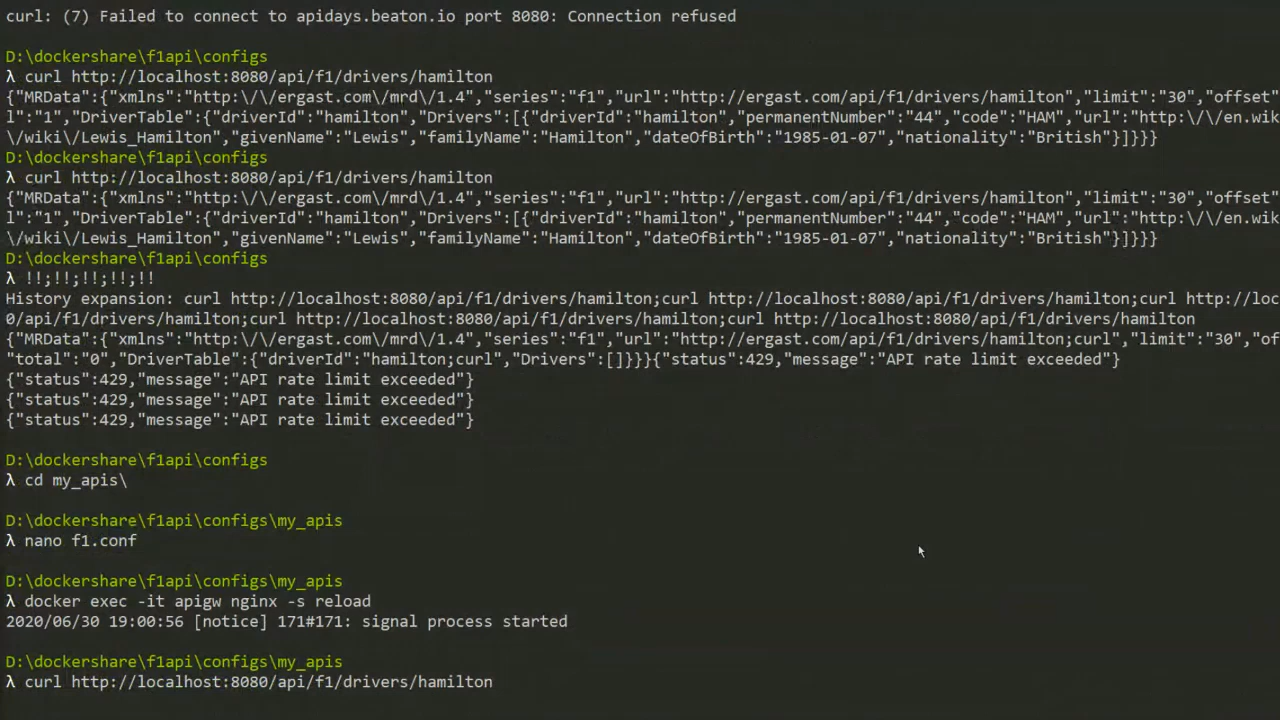 curl: (7) Failed to connect to apidays.beaton.io port 8080: Connection refused
D:\dockershare\f1api\configs
λ curl http://localhost:8080/api/f1/drivers/hamilton
{"MRData":{"xmlns":"http:\/\/ergast.com\/mrd\/1.4","series":"f1","url":"http://ergast.com/api/f1/drivers/hamilton","limit":"30","offset"
l":"1","DriverTable":{"driverId":"hamilton","Drivers":[{"driverId":"hamilton","permanentNumber":"44","code":"HAM","url":"http:\/\/en.wik
\/wiki\/Lewis_Hamilton","givenName":"Lewis","familyName":"Hamilton","dateOfBirth":"1985-01-07","nationality":"British"}]}}}
D:\dockershare\f1api\configs
λ curl http://localhost:8080/api/f1/drivers/hamilton
{"MRData":{"xmlns":"http:\/\/ergast.com\/mrd\/1.4","series":"f1","url":"http://ergast.com/api/f1/drivers/hamilton","limit":"30","offset"
l":"1","DriverTable":{"driverId":"hamilton","Drivers":[{"driverId":"hamilton","permanentNumber":"44","code":"HAM","url":"http:\/\/en.wik
\/wiki\/Lewis_Hamilton","givenName":"Lewis","familyName":"Hamilton","dateOfBirth":"1985-01-07","nationality":"British"}]}}}
D:\dockershare\f1api\configs
λ !!;!!;!!;!!;!!
History expansion: curl http://localhost:8080/api/f1/drivers/hamilton;curl http://localhost:8080/api/f1/drivers/hamilton;curl http://loc
0/api/f1/drivers/hamilton;curl http://localhost:8080/api/f1/drivers/hamilton;curl http://localhost:8080/api/f1/drivers/hamilton
{"MRData":{"xmlns":"http:\/\/ergast.com\/mrd\/1.4","series":"f1","url":"http://ergast.com/api/f1/drivers/hamilton;curl","limit":"30","of
"total":"0","DriverTable":{"driverId":"hamilton;curl","Drivers":[]}}}{"status":429,"message":"API rate limit exceeded"}
{"status":429,"message":"API rate limit exceeded"}
{"status":429,"message":"API rate limit exceeded"}
{"status":429,"message":"API rate limit exceeded"}
D:\dockershare\f1api\configs
λ cd my_apis\
D:\dockershare\f1api\configs\my_apis
λ nano f1.conf
D:\dockershare\f1api\configs\my_apis
λ docker exec -it apigw nginx -s reload
2020/06/30 19:00:56 [notice] 171#171: signal process started
D:\dockershare\f1api\configs\my_apis
λ curl http://localhost:8080/api/f1/drivers/hamilton